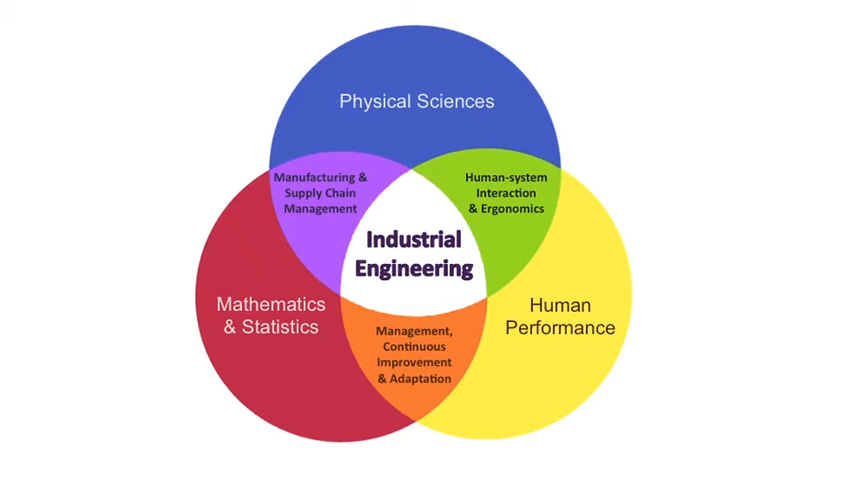 Physical Sciences
Manufacturing &
Supply Chain
Management
Human-system
Interaction
& Ergonomics
Industrial
Engineering
Mathematics
& Statistics
Human
Performance
Management,
Continuous
Improvement
& Adaptation